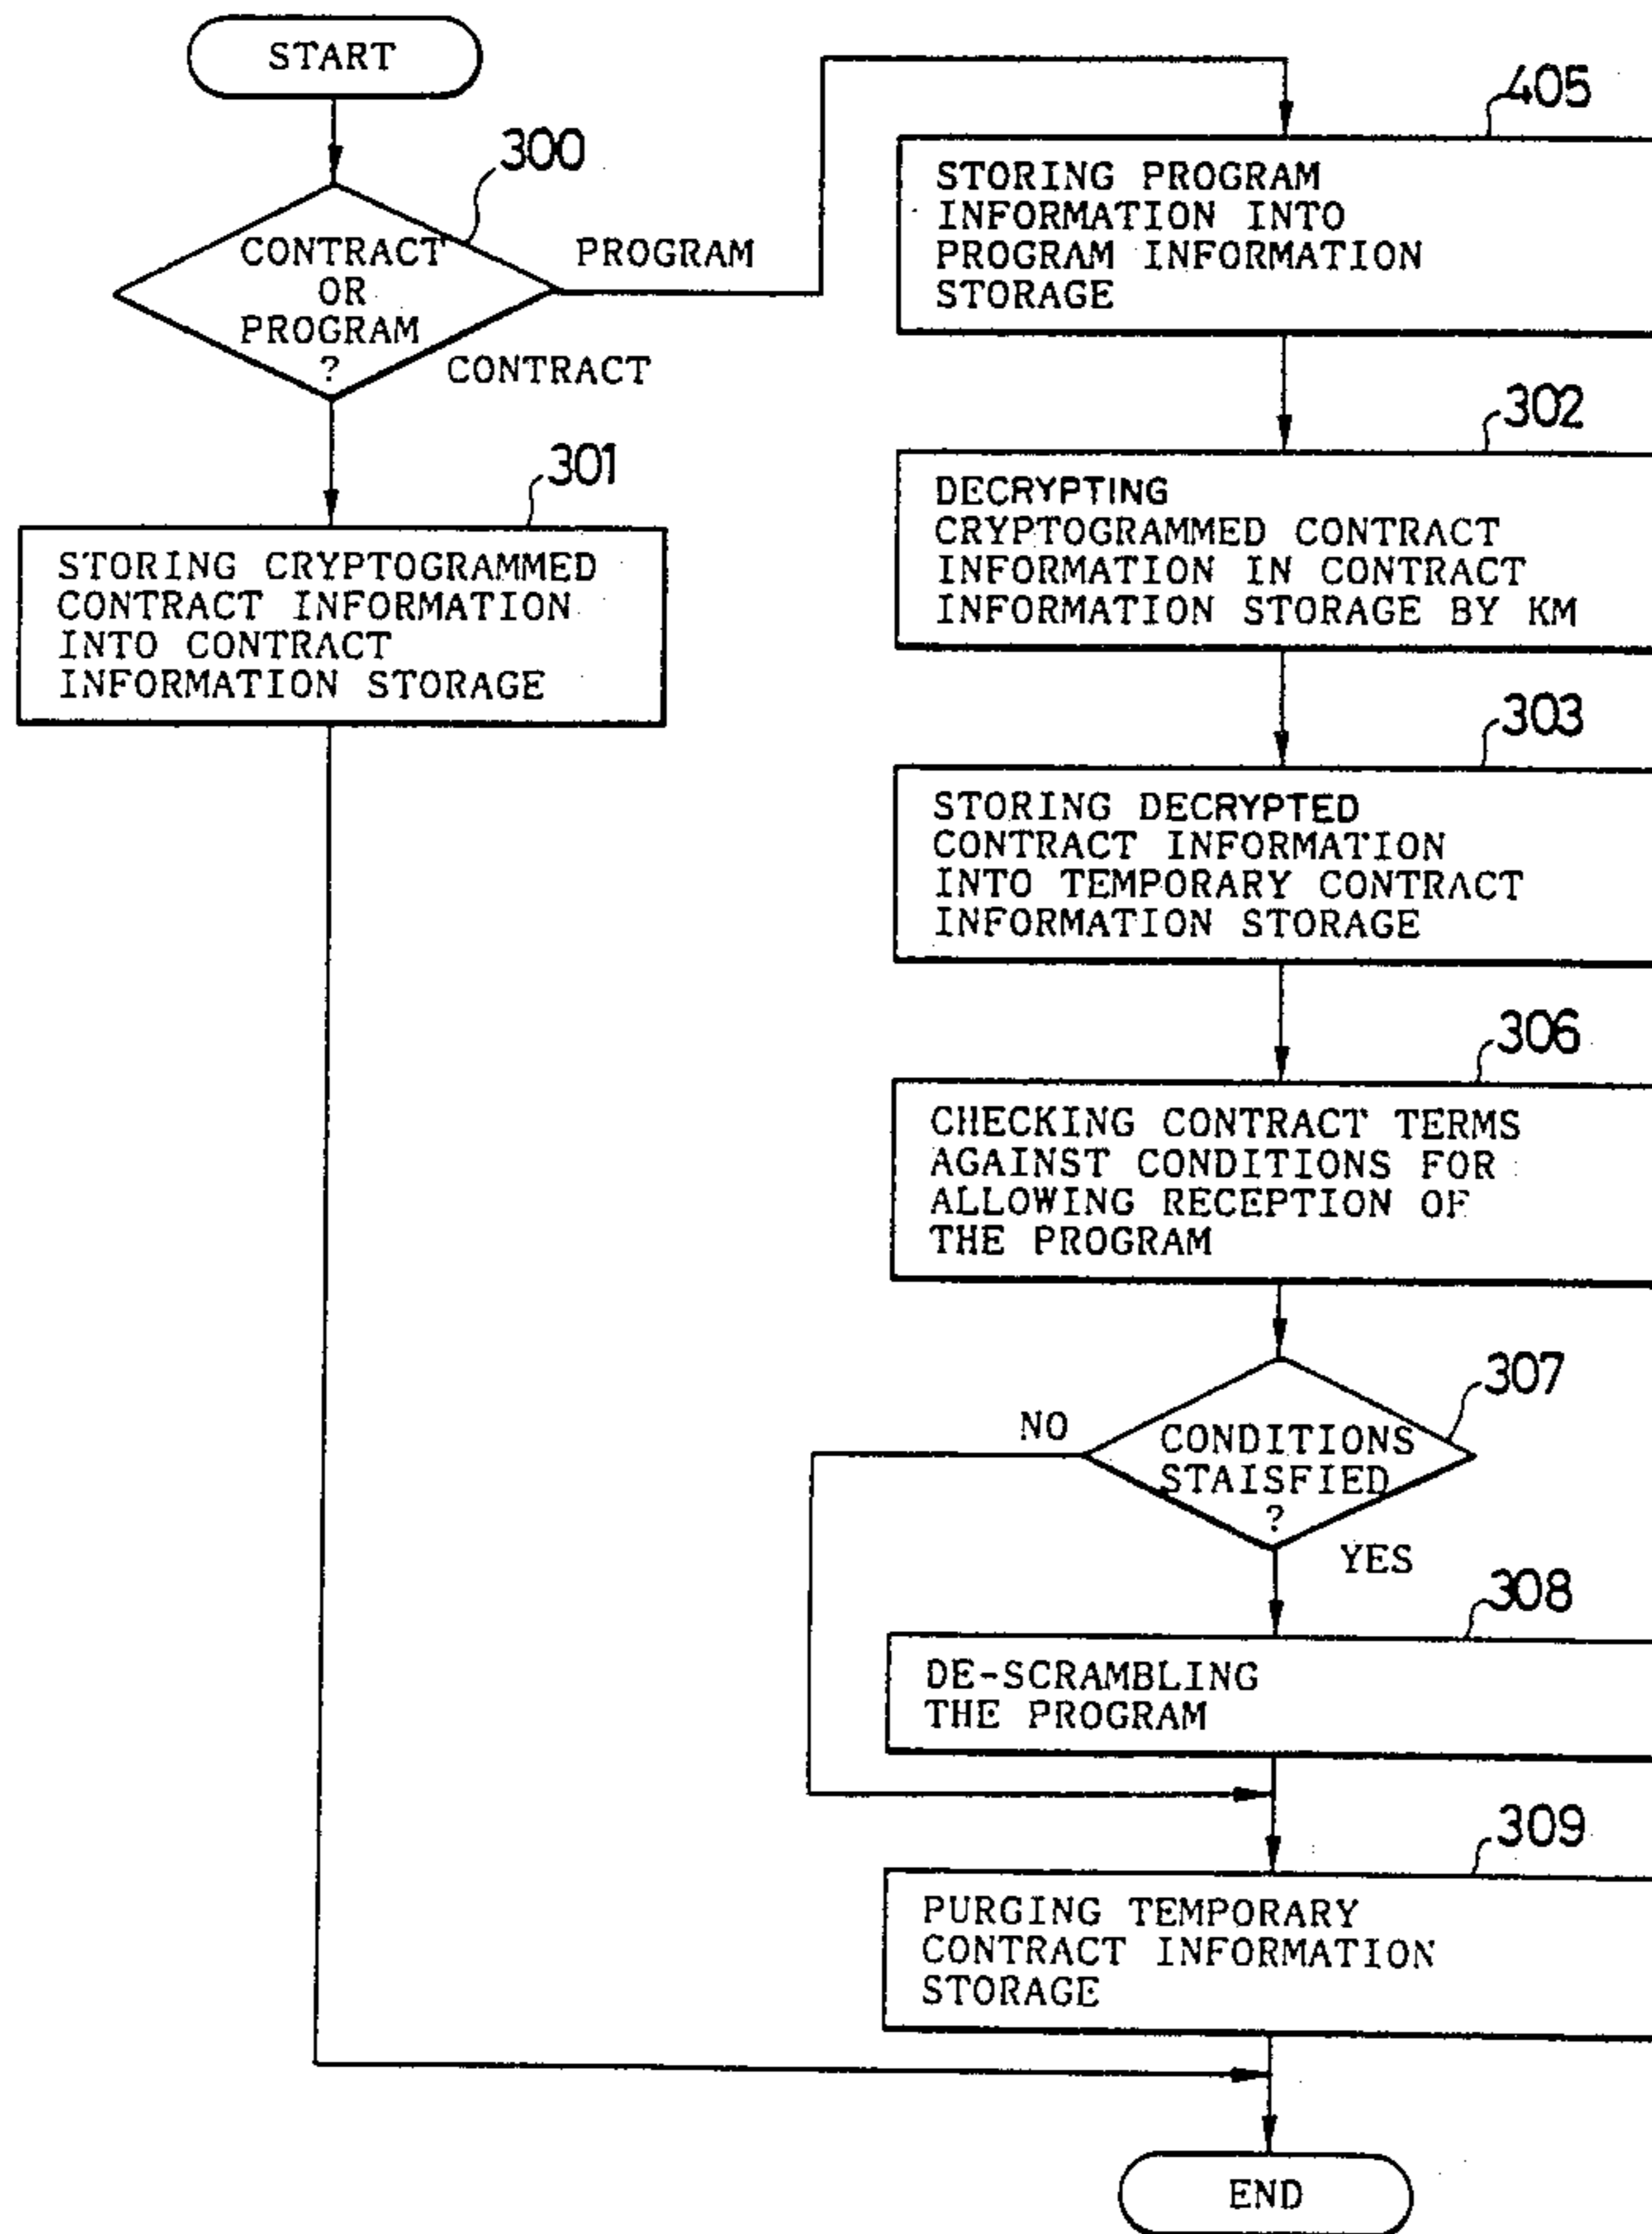 START
300
CONTRACT
OR
PROGRAM
?
PROGRAM
CONTRACT
301
STORING CRYPTOGRAMMED
CONTRACT INFORMATION
INTO CONTRACT
INFORMATION STORAGE
405
STORING PROGRAM
INFORMATION INTO
PROGRAM INFORMATION
STORAGE
302
DECRYPTING
CRYPTOGRAMMED CONTRACT
INFORMATION IN CONTRACT
INFORMATION STORAGE BY KM
303
STORING DECRYPTED
CONTRACT INFORMATION
INTO TEMPORARY CONTRACT
INFORMATION STORAGE
306
CHECKING CONTRACT TERMS
AGAINST CONDITIONS FOR
ALLOWING RECEPTION OF
THE PROGRAM
307
NO
CONDITIONS
STAISFIED
?
YES
308
DE-SCRAMBLING
THE PROGRAM
309
PURGING TEMPORARY
CONTRACT INFORMATION
STORAGE
END